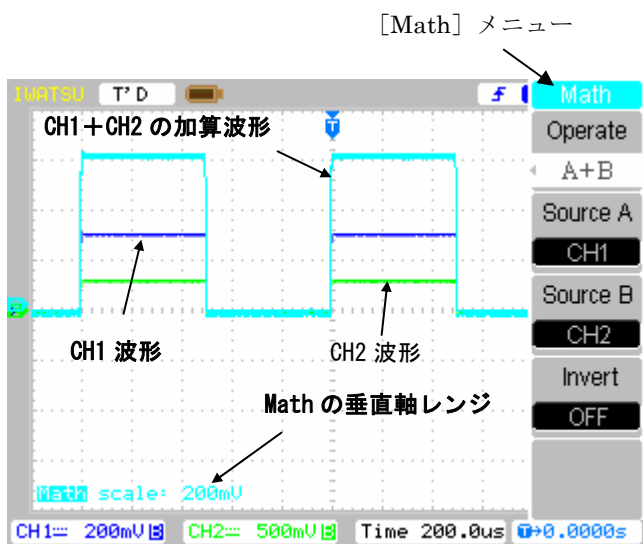 ［Math］メニュー
IWATSU T'D
Math
CH1＋CH2 の加算波形
Operate
A+B
Source A
CH1
Source B
CH2
CH1 波形
CH2 波形
Invert
OFF
Math の垂直軸レンジ
Math scale: 200mV
CH1 200mV B CH2 500mV B Time 200.0us T→0.0000s